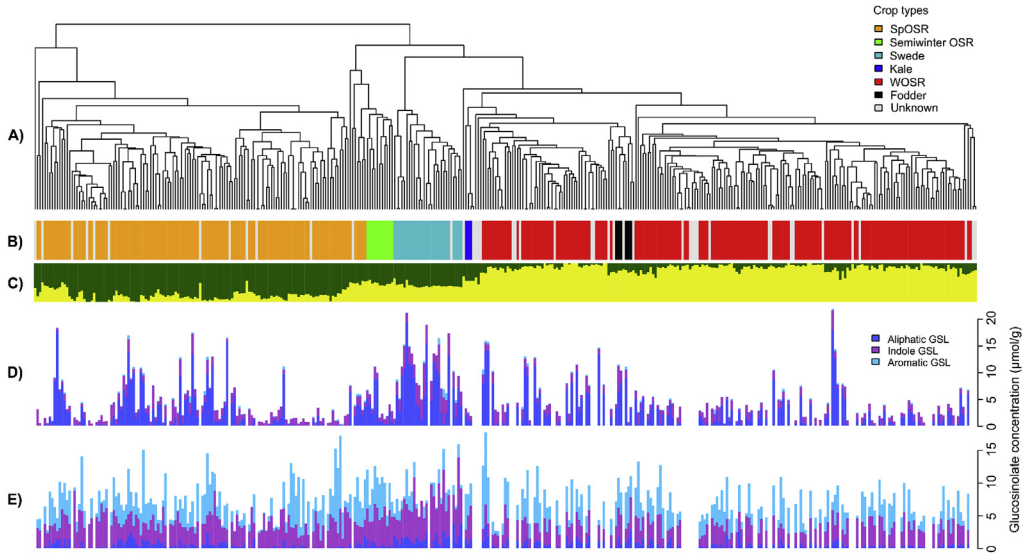 Crop types
SpOSR
Semiwinter OSR
Swede
Kale
WOSR
Fodder
Unknown
A)
B)
C)
D)
Aliphatic GSL
Indole GSL
Aromatic GSL
20
15
10
5
0
E)
15
10
5
0
Glucosinolate concentration (μmol/g)